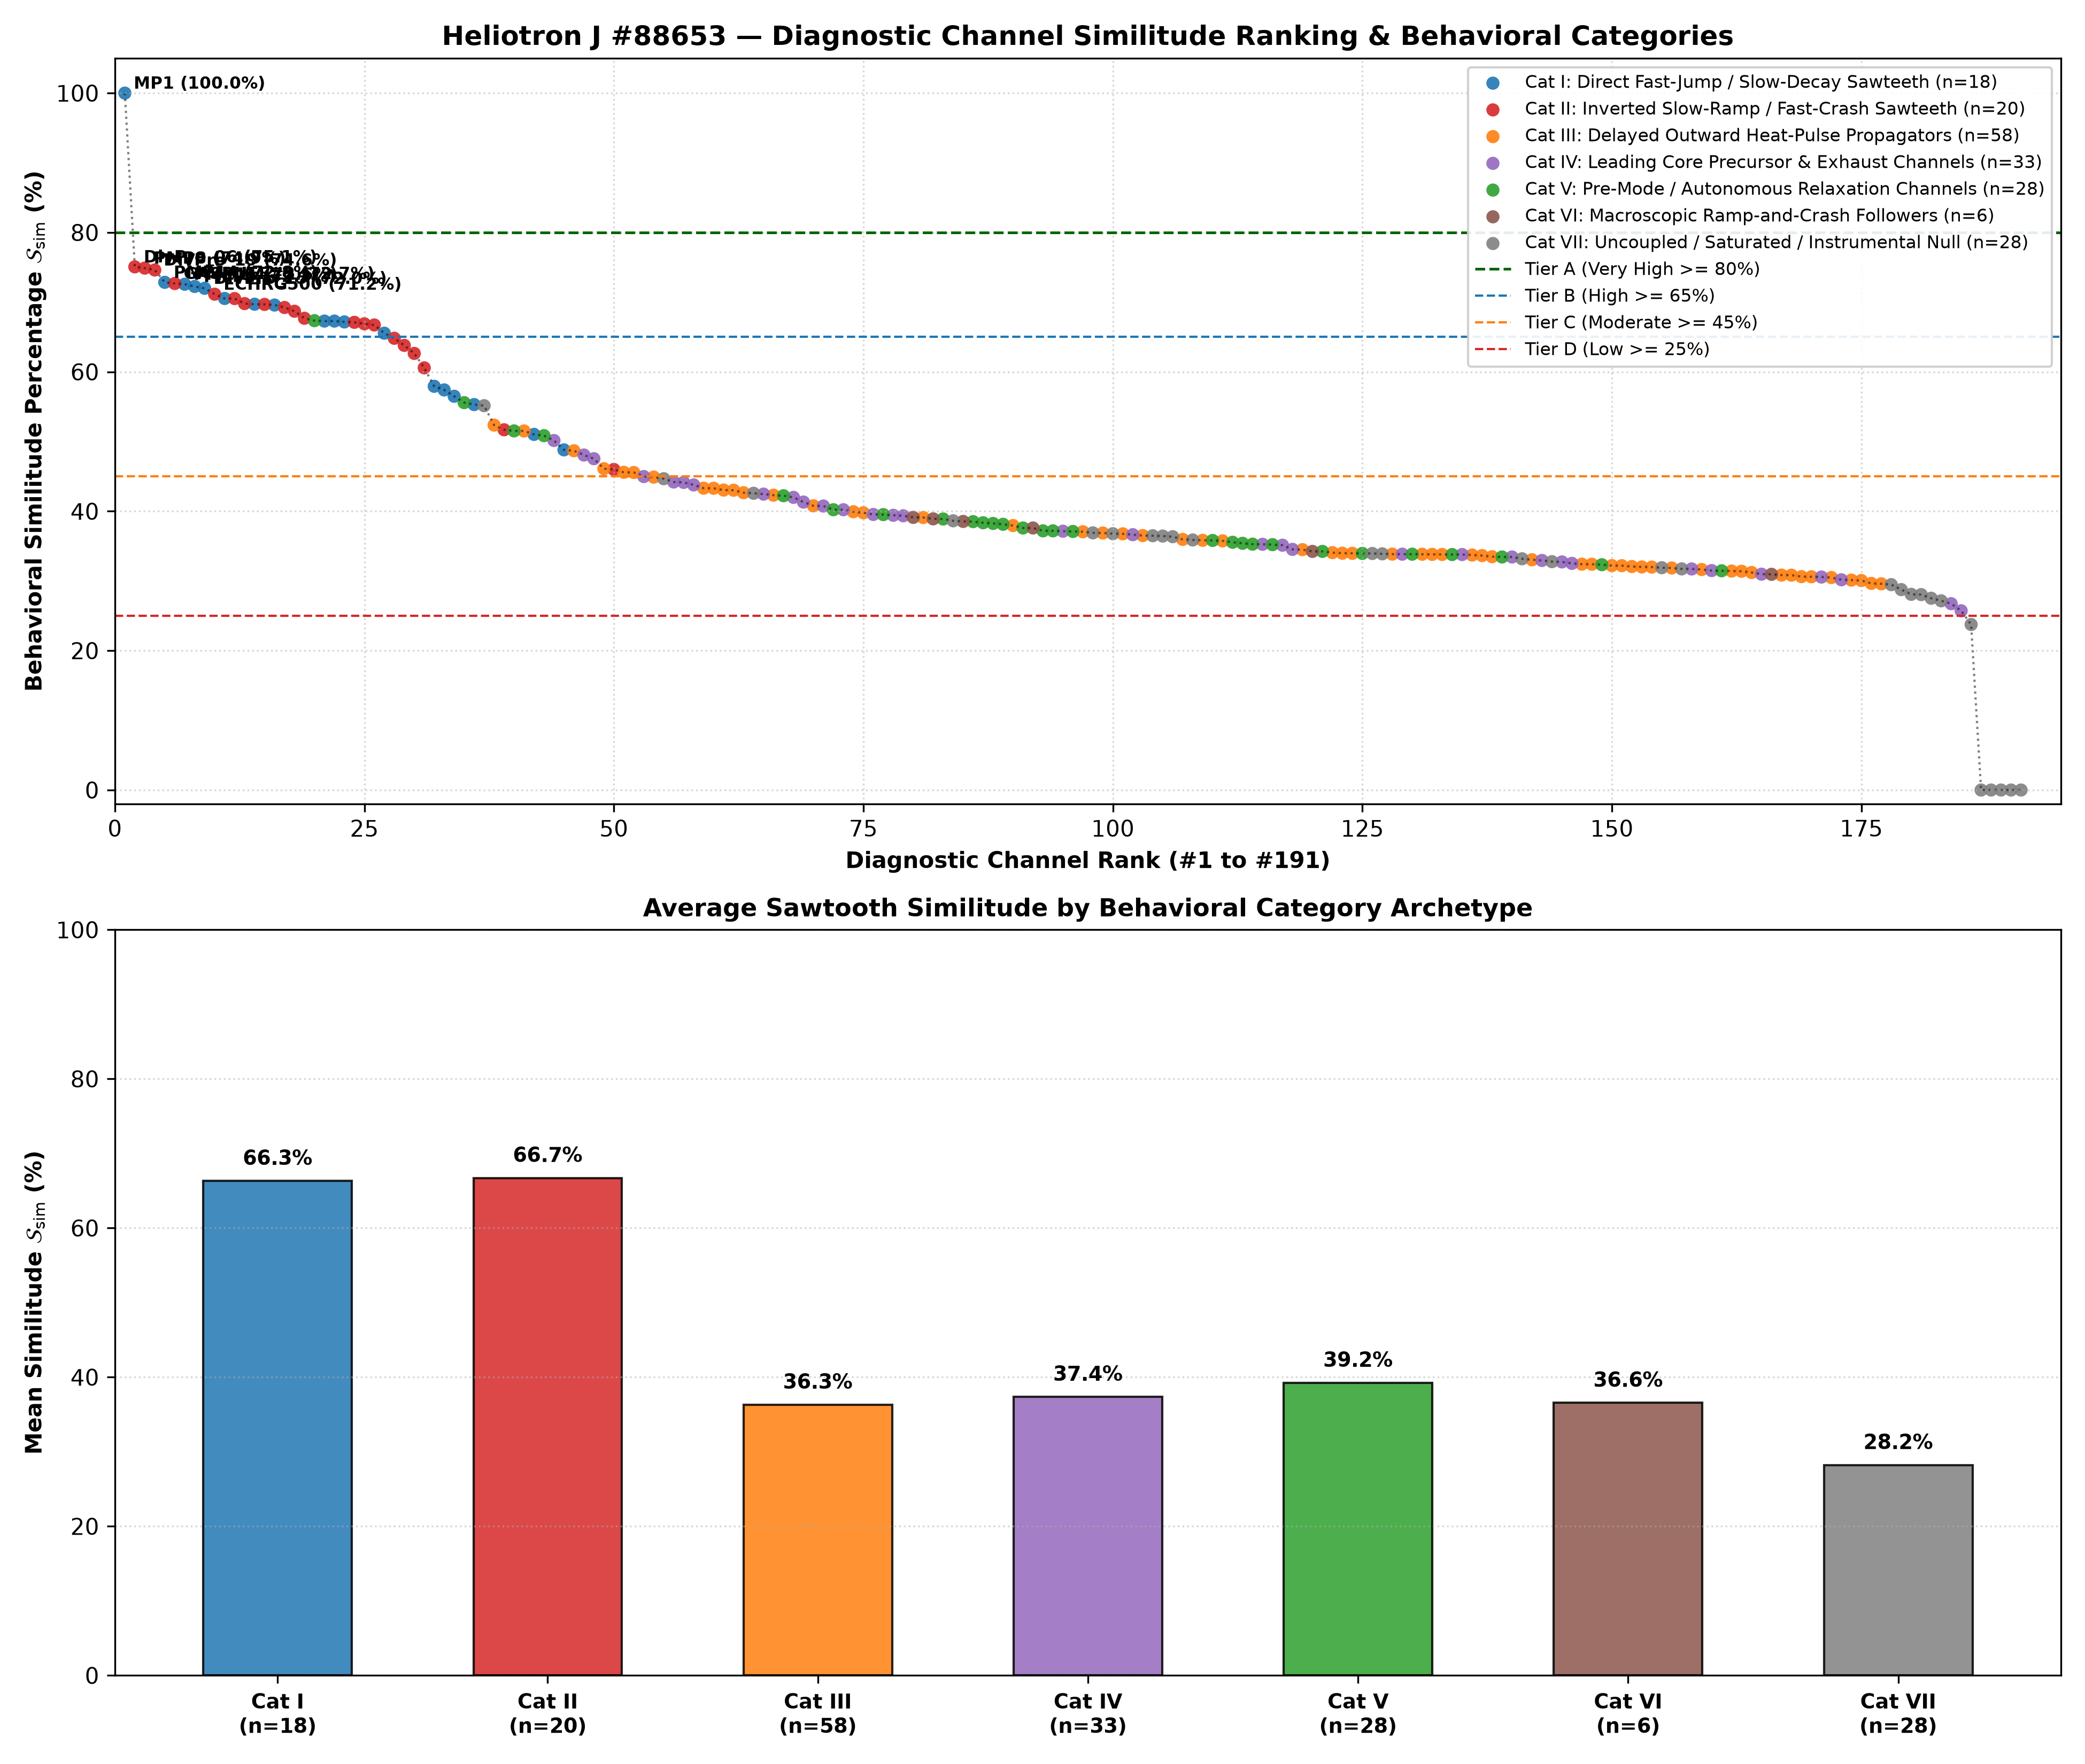 Heliotron J #88653 — Diagnostic Channel Similitude Ranking & Behavioral Categories
Behavioral Similitude Percentage 𝒮sim (%)
100
80
60
40
20
0
MP1 (100.0%)
ECHRG500 (71.2%)
Cat I: Direct Fast-Jump / Slow-Decay Sawteeth (n=18)
Cat II: Inverted Slow-Ramp / Fast-Crash Sawteeth (n=20)
Cat III: Delayed Outward Heat-Pulse Propagators (n=58)
Cat IV: Leading Core Precursor & Exhaust Channels (n=33)
Cat V: Pre-Mode / Autonomous Relaxation Channels (n=28)
Cat VI: Macroscopic Ramp-and-Crash Followers (n=6)
Cat VII: Uncoupled / Saturated / Instrumental Null (n=28)
Tier A (Very High >= 80%)
Tier B (High >= 65%)
Tier C (Moderate >= 45%)
Tier D (Low >= 25%)
0 25 50 75 100 125 150 175
Diagnostic Channel Rank (#1 to #191)
Average Sawtooth Similitude by Behavioral Category Archetype
Mean Similitude 𝒮sim (%)
100
80
60
40
20
0
66.3% 66.7% 36.3% 37.4% 39.2% 36.6% 28.2%
Cat I Cat II Cat III Cat IV Cat V Cat VI Cat VII
(n=18) (n=20) (n=58) (n=33) (n=28) (n=6) (n=28)